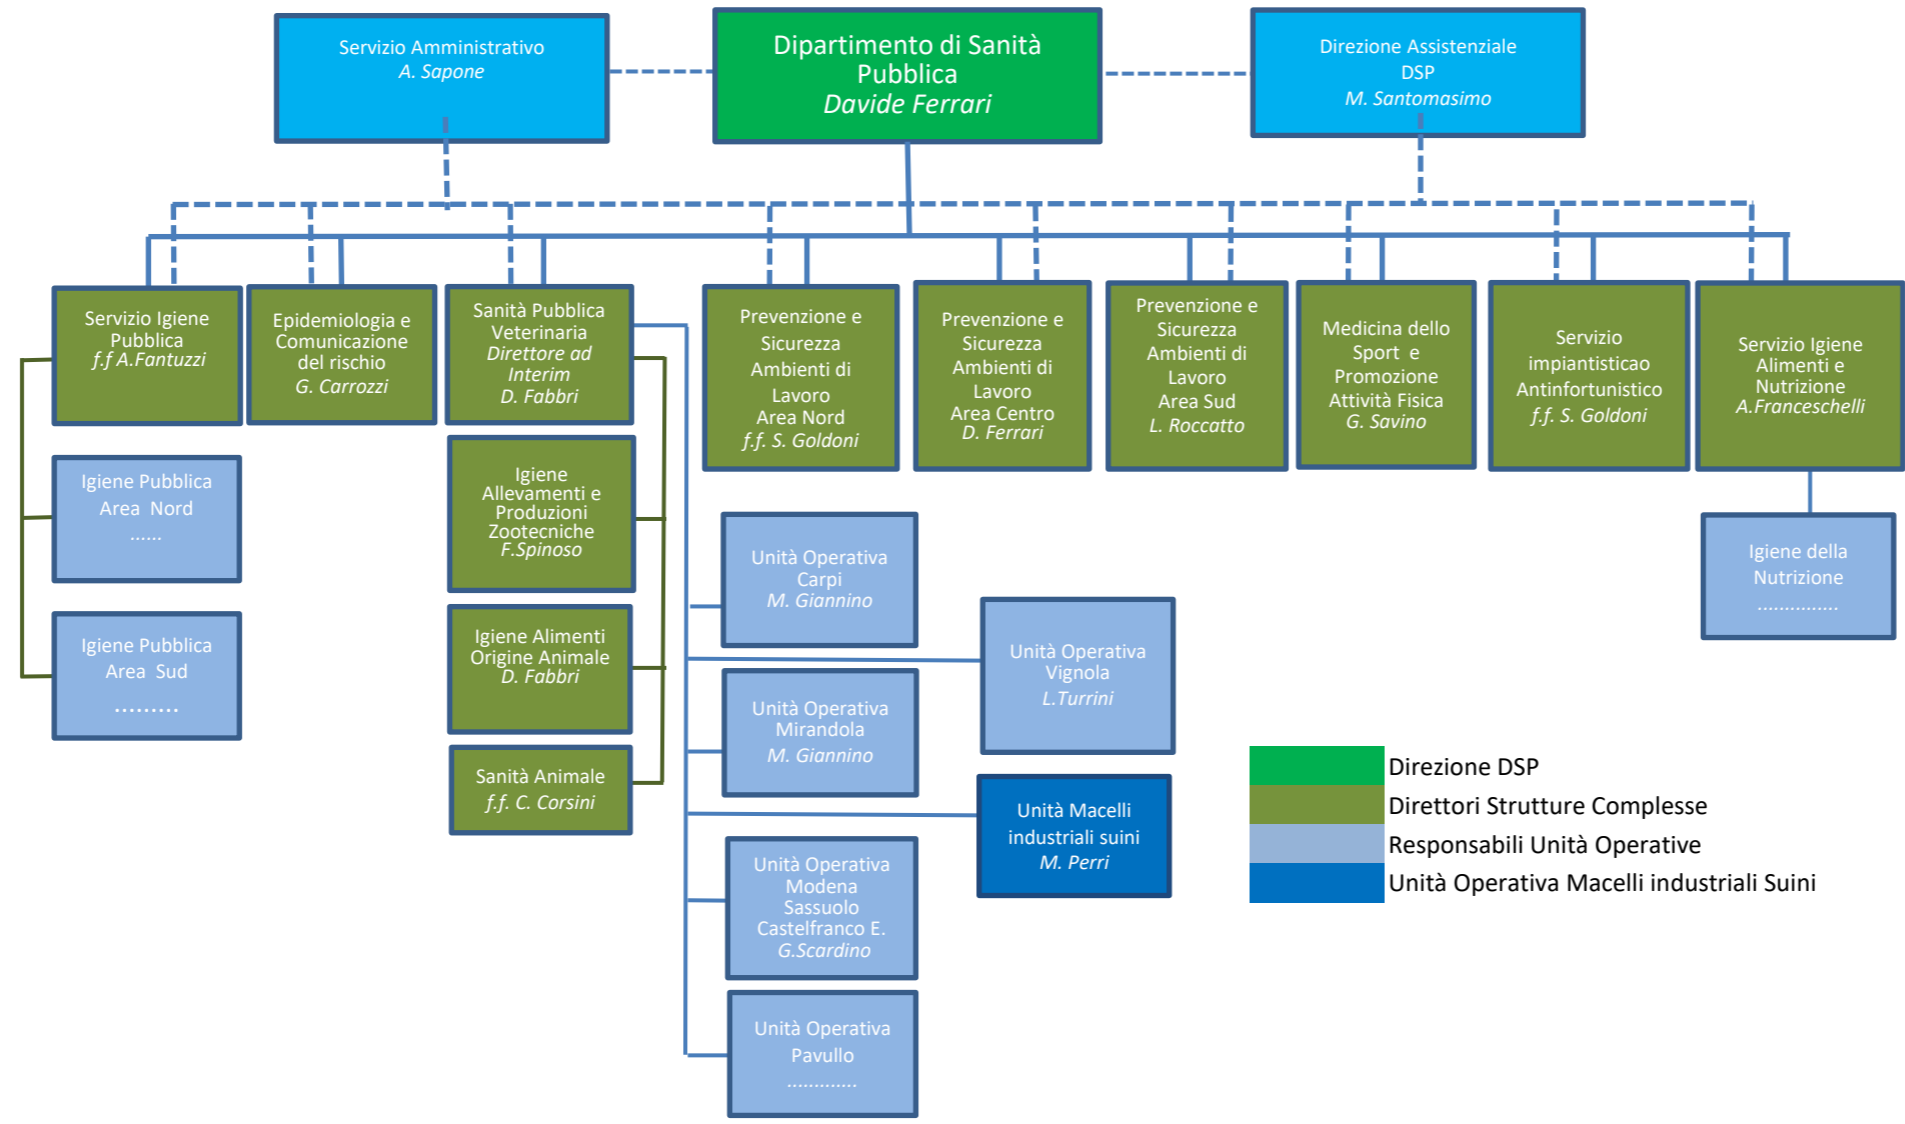 Servizio Amministrativo
A. Sapone
Dipartimento di Sanità
Pubblica
Davide Ferrari
Direzione Assistenziale
DSP
M. Santomasimo
Servizio Igiene
Pubblica
f.f A.Fantuzzi
Epidemiologia e
Comunicazione
del rischio
G. Carrozzi
Sanità Pubblica
Veterinaria
Direttore ad
Interim
D. Fabbri
Prevenzione e
Sicurezza
Ambienti di
Lavoro
Area Nord
f.f. S. Goldoni
Prevenzione e
Sicurezza
Ambienti di
Lavoro
Area Centro
D. Ferrari
Prevenzione e
Sicurezza
Ambienti di
Lavoro
Area Sud
L. Roccatto
Medicina dello
Sport e
Promozione
Attività Fisica
G. Savino
Servizio
impiantisticao
Antinfortunistico
f.f. S. Goldoni
Servizio Igiene
Alimenti e
Nutrizione
A.Franceschelli
Igiene Pubblica
Area Nord
......
Igiene Pubblica
Area Sud
.........
Igiene
Allevamenti e
Produzioni
Zootecniche
F.Spinoso
Igiene Alimenti
Origine Animale
D. Fabbri
Sanità Animale
f.f. C. Corsini
Unità Operativa
Carpi
M. Giannino
Unità Operativa
Mirandola
M. Giannino
Unità Operativa
Modena
Sassuolo
Castelfranco E.
G.Scardino
Unità Operativa
Pavullo
.............
Unità Operativa
Vignola
L.Turrini
Unità Macelli
industriali suini
M. Perri
Igiene della
Nutrizione
...............
Direzione DSP
Direttori Strutture Complesse
Responsabili Unità Operative
Unità Operativa Macelli industriali Suini